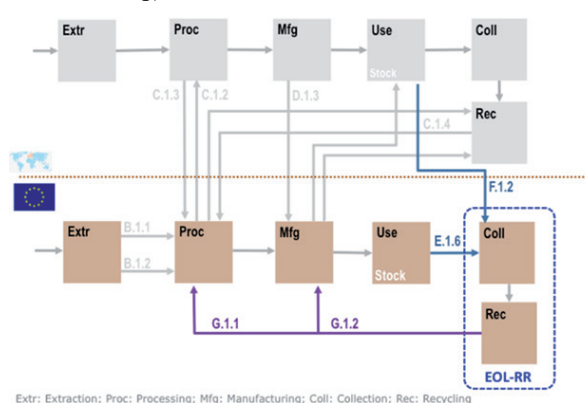 Extr
Proc
Mfg
Use
Stock
Coll
C.1.3
C.1.2
D.1.3
C.1.4
Rec
F.1.2
Extr
B.1.1
B.1.2
Proc
Mfg
Use
Stock
E.1.6
Coll
G.1.1
G.1.2
Rec
EOL-RR
Extr: Extraction; Proc: Processing; Mfg: Manufacturing; Coll: Collection; Rec: Recycling